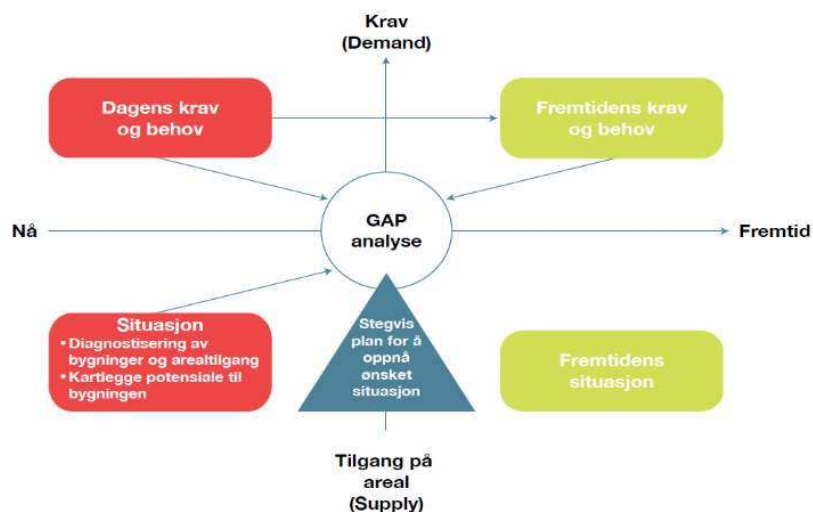 Krav
(Demand)
Dagens krav
og behov
Fremtidens krav
og behov
Nå
GAP
analyse
Fremtid
Situasjon
• Diagnostisering av
bygninger og arealtilgang
• Kartlegge potensiale til
bygningen
Stegvis
plan for å
oppnå
ønsket
situasjon
Fremtidens
situasjon
Tilgang på
areal
(Supply)